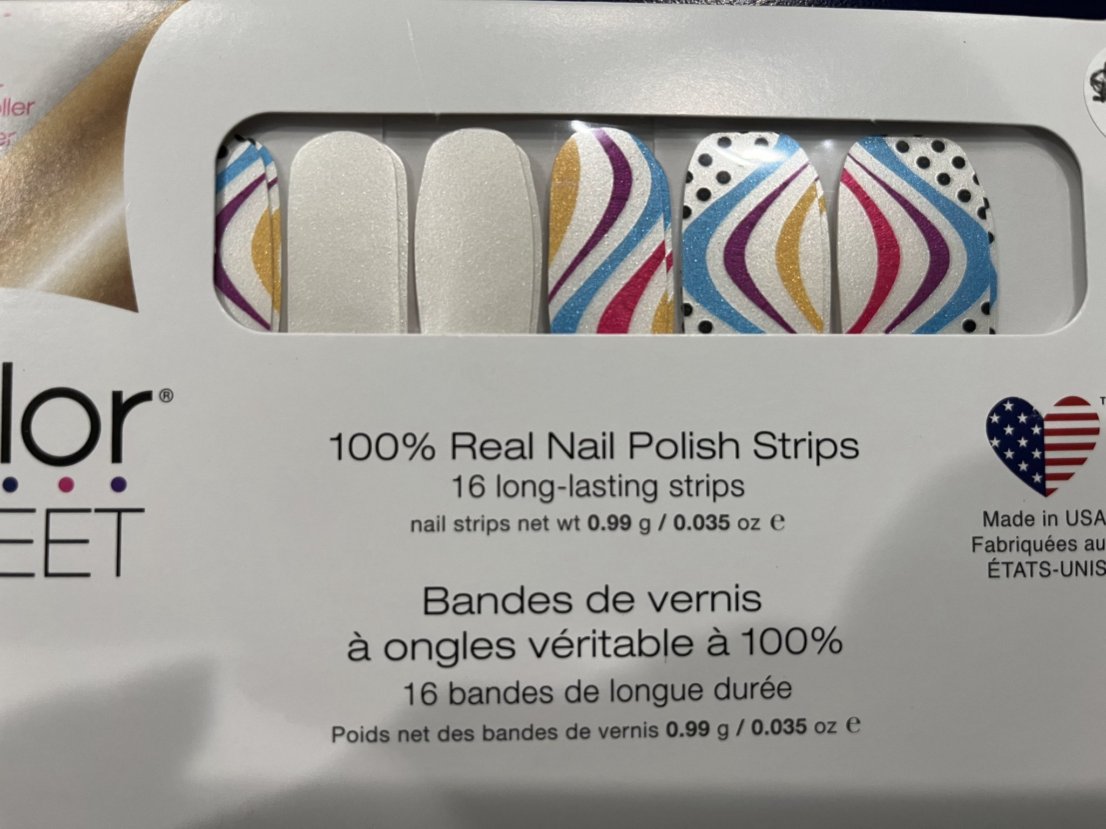 ller
er
lor®
EET
100% Real Nail Polish Strips
16 long-lasting strips
nail strips net wt 0.99 g / 0.035 oz ℮
Bandes de vernis
à ongles véritable à 100%
16 bandes de longue durée
Poids net des bandes de vernis 0.99 g / 0.035 oz ℮
Made in USA
Fabriquées au
ÉTATS-UNIS